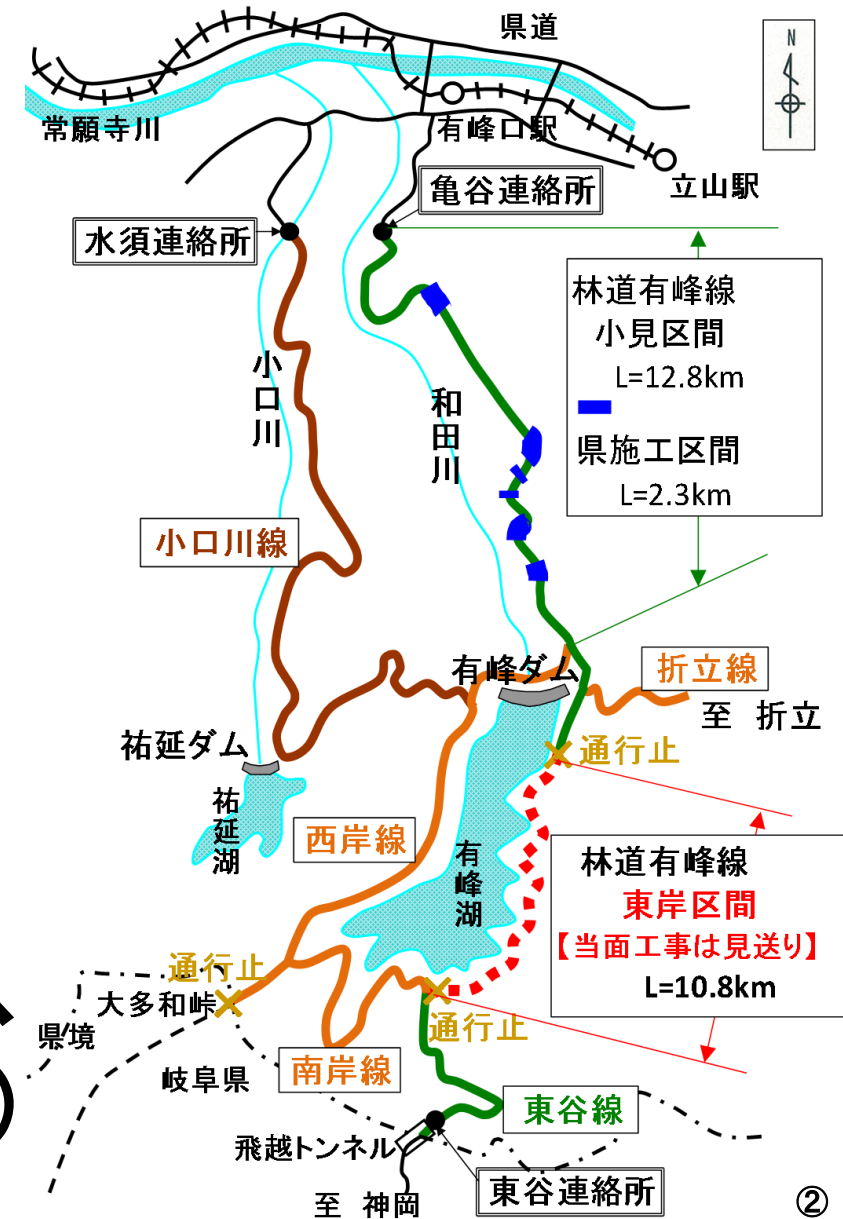 県道
N
常願寺川
有峰口駅
立山駅
亀谷連絡所
水須連絡所
林道有峰線
小見区間
L=12.8km
県施工区間
L=2.3km
小口川
和田川
小口川線
有峰ダム
折立線
至 折立
祐延ダム
通行止
祐延湖
西岸線
有峰湖
林道有峰線
東岸区間
【当面工事は見送り】
L=10.8km
通行止
大多和峠
通行止
県境
岐阜県
南岸線
東谷線
飛越トンネル
東谷連絡所
至 神岡
②